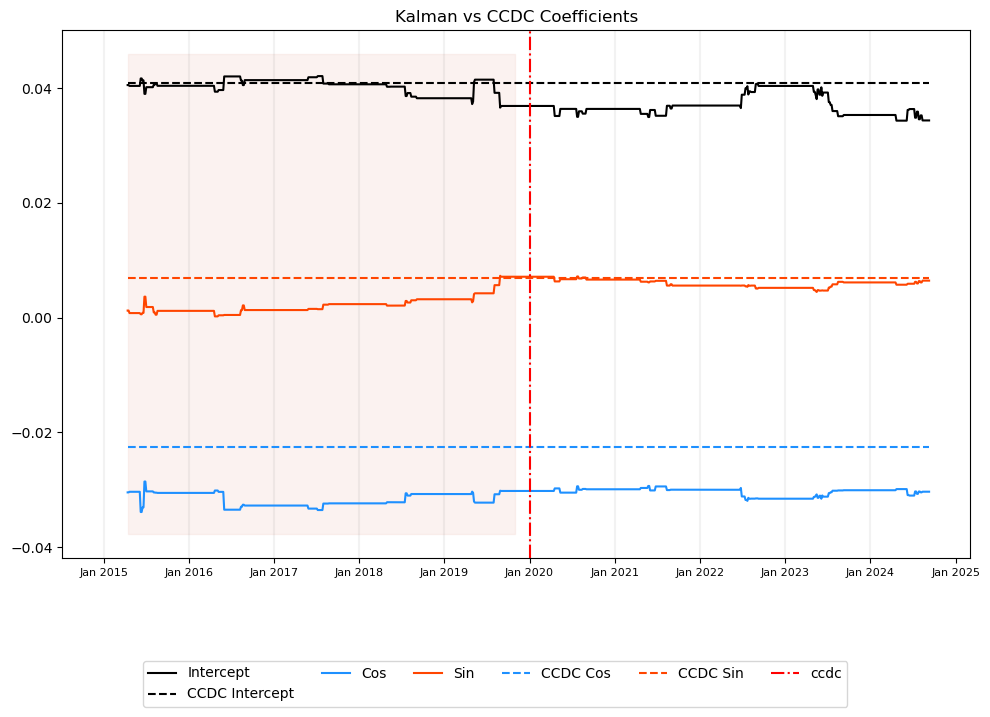 Kalman vs CCDC Coefficients
0.04
0.02
0.00
−0.02
−0.04
Jan 2015 Jan 2016 Jan 2017 Jan 2018 Jan 2019 Jan 2020 Jan 2021 Jan 2022 Jan 2023 Jan 2024 Jan 2025
Intercept Cos Sin CCDC Cos CCDC Sin ccdc
CCDC Intercept